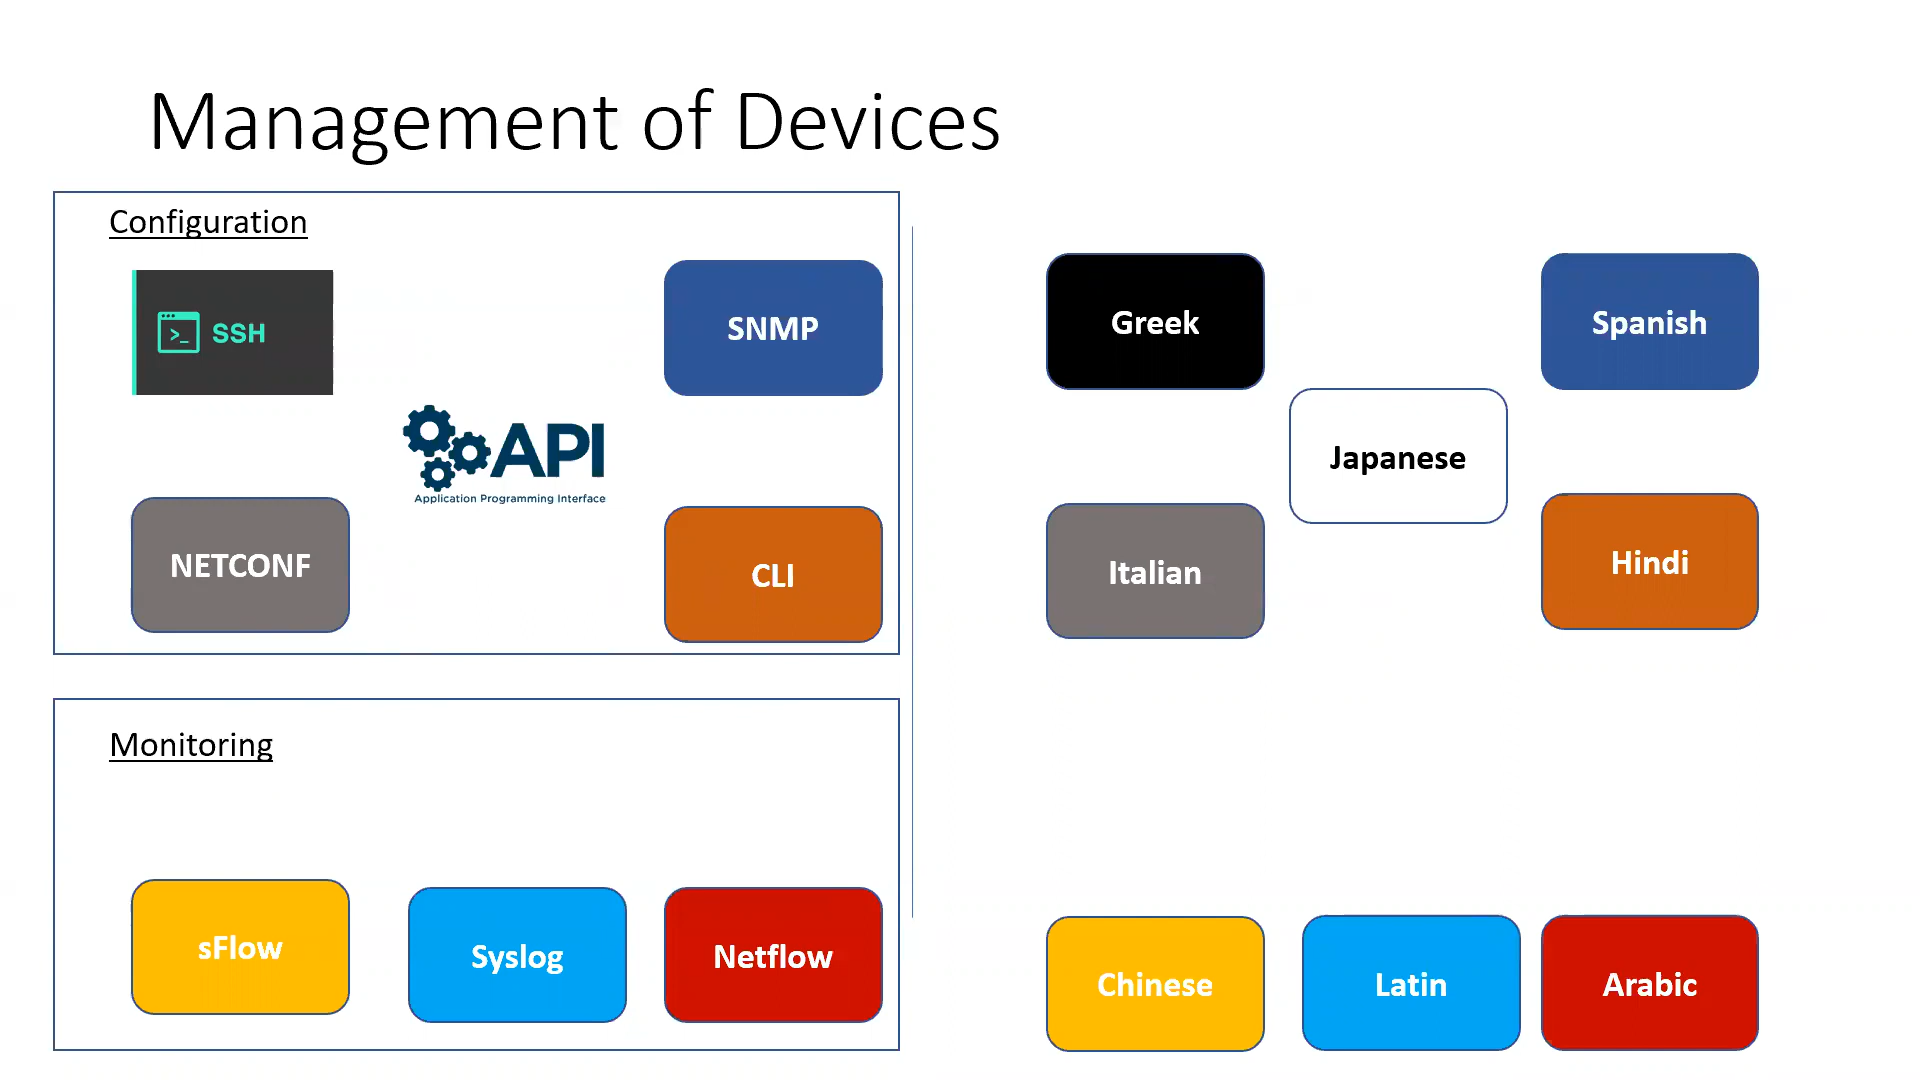 Management of Devices
Configuration
>_ SSH
SNMP
API
Application Programming Interface
NETCONF
CLI
Monitoring
sFlow
Syslog
Netflow
Greek
Spanish
Japanese
Italian
Hindi
Chinese
Latin
Arabic